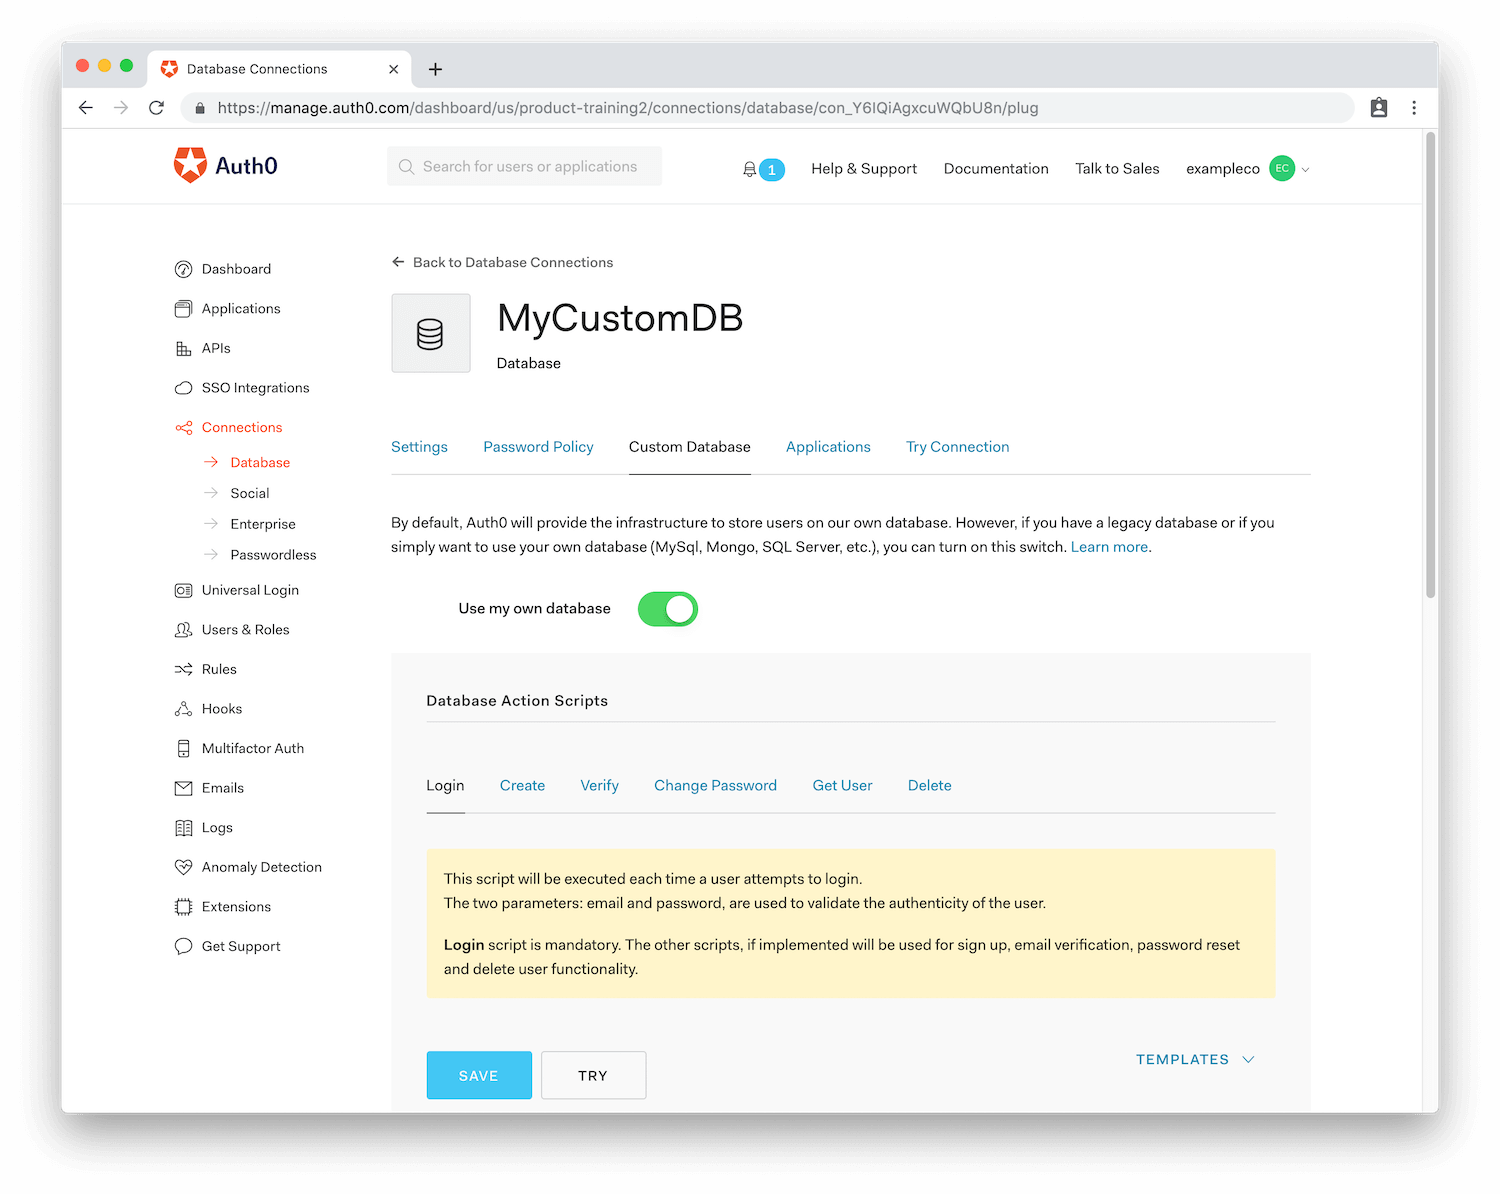 Database Connections
https://manage.auth0.com/dashboard/us/product-training2/connections/database/con_Y6IQiAgxcuWQbU8n/plug
Auth0
Search for users or applications
1
Help & Support
Documentation
Talk to Sales
exampleco
EC
Dashboard
Applications
APIs
SSO Integrations
Connections
Database
Social
Enterprise
Passwordless
Universal Login
Users & Roles
Rules
Hooks
Multifactor Auth
Emails
Logs
Anomaly Detection
Extensions
Get Support
Back to Database Connections
MyCustomDB
Database
Settings
Password Policy
Custom Database
Applications
Try Connection
By default, Auth0 will provide the infrastructure to store users on our own database. However, if you have a legacy database or if you
simply want to use your own database (MySql, Mongo, SQL Server, etc.), you can turn on this switch. Learn more.
Use my own database
Database Action Scripts
Login
Create
Verify
Change Password
Get User
Delete
This script will be executed each time a user attempts to login.
The two parameters: email and password, are used to validate the authenticity of the user.
Login script is mandatory. The other scripts, if implemented will be used for sign up, email verification, password reset
and delete user functionality.
SAVE
TRY
TEMPLATES